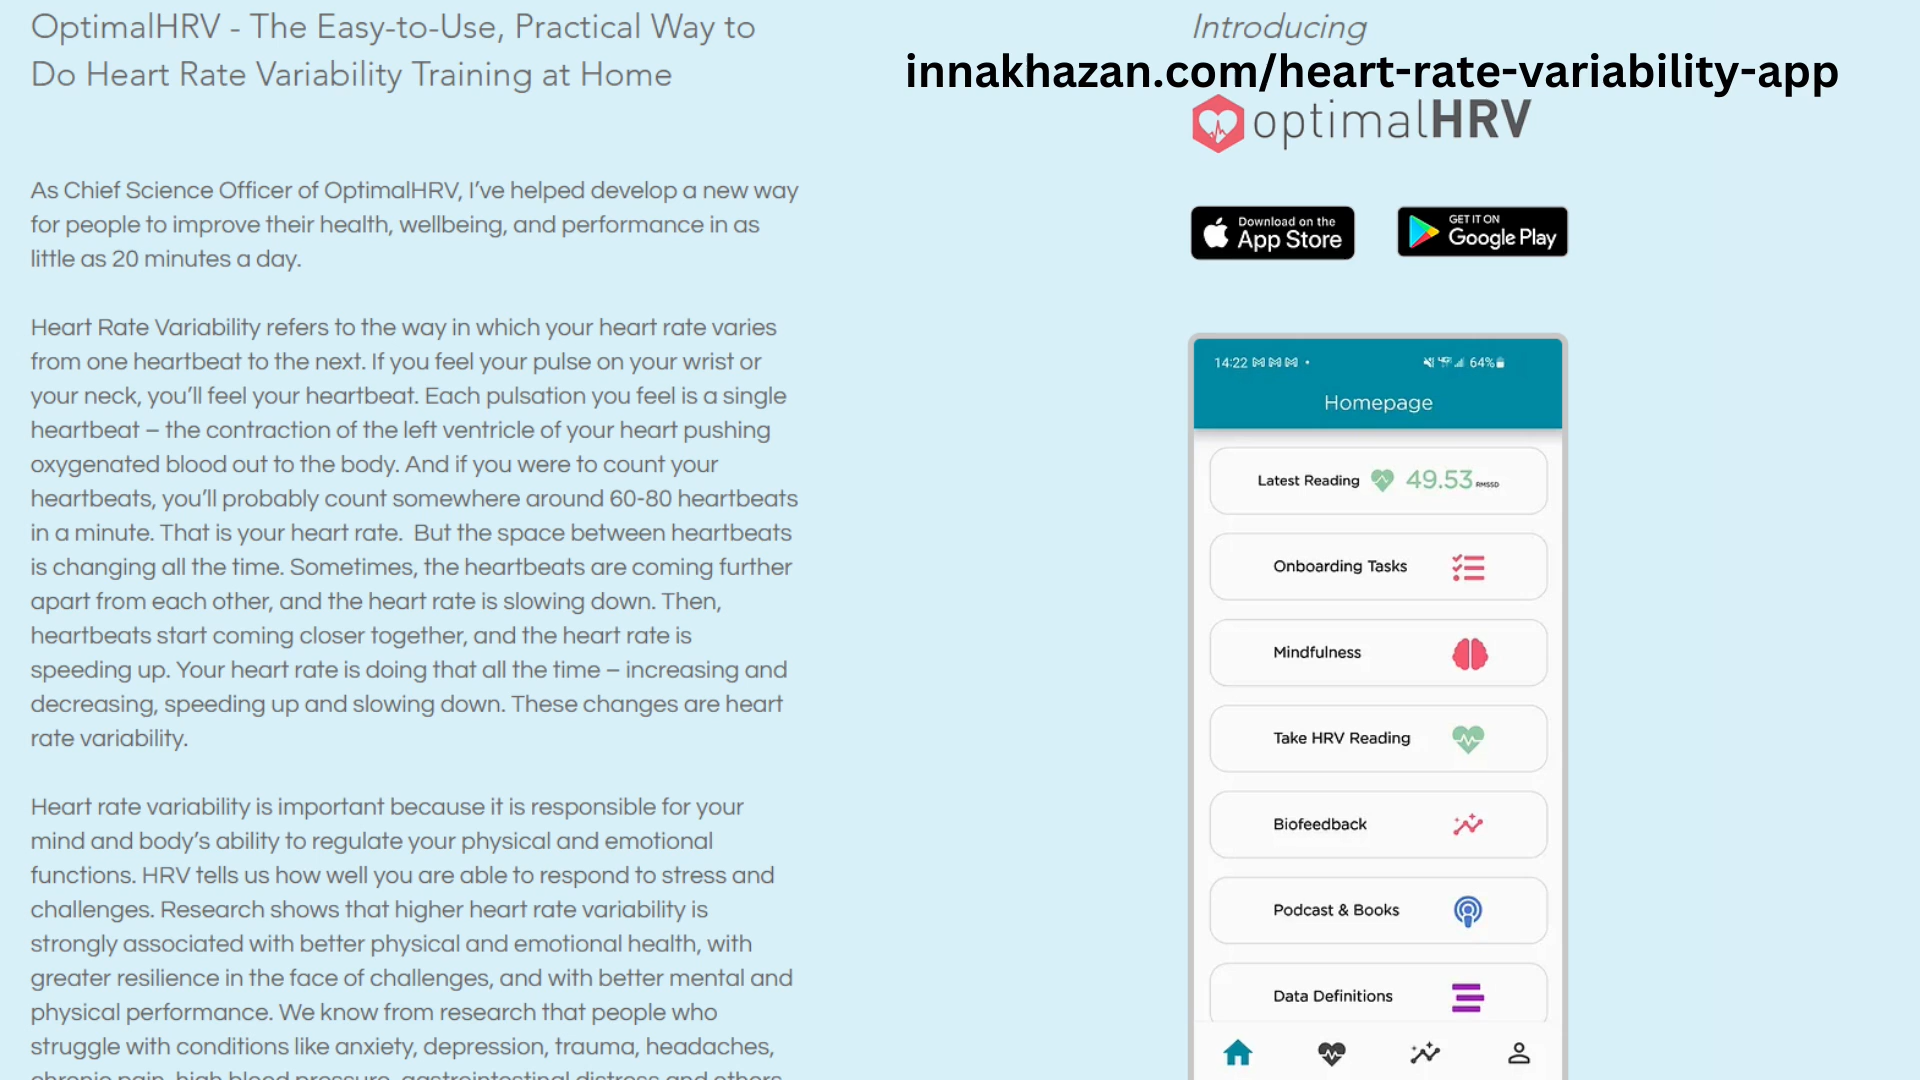 OptimalHRV - The Easy-to-Use, Practical Way to
Do Heart Rate Variability Training at Home
As Chief Science Officer of OptimalHRV, I’ve helped develop a new way
for people to improve their health, wellbeing, and performance in as
little as 20 minutes a day.
Heart Rate Variability refers to the way in which your heart rate varies
from one heartbeat to the next. If you feel your pulse on your wrist or
your neck, you’ll feel your heartbeat. Each pulsation you feel is a single
heartbeat – the contraction of the left ventricle of your heart pushing
oxygenated blood out to the body. And if you were to count your
heartbeats, you’ll probably count somewhere around 60-80 heartbeats
in a minute. That is your heart rate.  But the space between heartbeats
is changing all the time. Sometimes, the heartbeats are coming further
apart from each other, and the heart rate is slowing down. Then,
heartbeats start coming closer together, and the heart rate is
speeding up. Your heart rate is doing that all the time – increasing and
decreasing, speeding up and slowing down. These changes are heart
rate variability.
Heart rate variability is important because it is responsible for your
mind and body’s ability to regulate your physical and emotional
functions. HRV tells us how well you are able to respond to stress and
challenges. Research shows that higher heart rate variability is
strongly associated with better physical and emotional health, with
greater resilience in the face of challenges, and with better mental and
physical performance. We know from research that people who
struggle with conditions like anxiety, depression, trauma, headaches,
chronic pain, high blood pressure, gastrointestinal distress and others
Introducing
innakhazan.com/heart-rate-variability-app
optimalHRV
Download on the
App Store
GET IT ON
Google Play
14:22
64%
Homepage
Latest Reading 49.53 RMSSD
Onboarding Tasks
Mindfulness
Take HRV Reading
Biofeedback
Podcast & Books
Data Definitions